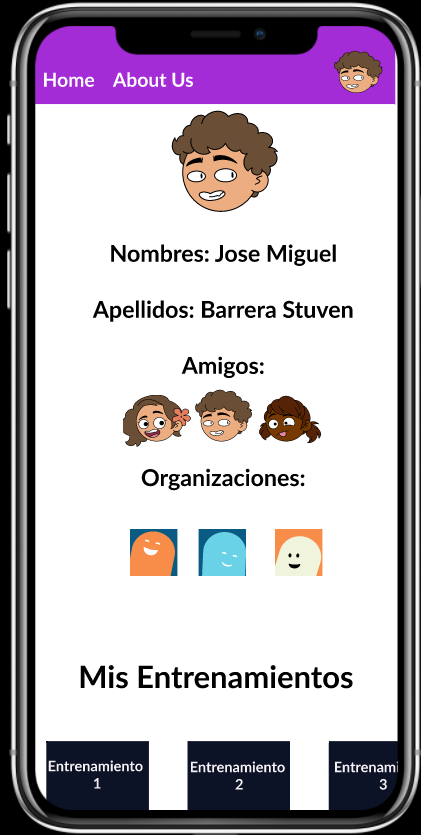 Home About Us
Nombres: Jose Miguel
Apellidos: Barrera Stuven
Amigos:
Organizaciones:
Mis Entrenamientos
Entrenamiento 1
Entrenamiento 2
Entrenami 3